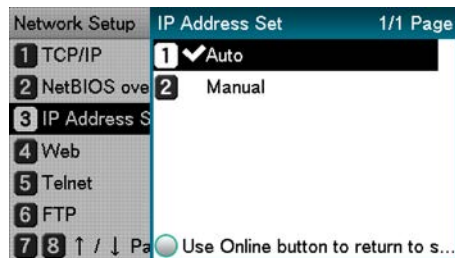 Network Setup
1 TCP/IP
2 NetBIOS ove
3 IP Address S
4 Web
5 Telnet
6 FTP
7 8 ↑ / ↓ Pa
IP Address Set 1/1 Page
1 ✔Auto
2 Manual
Use Online button to return to s...